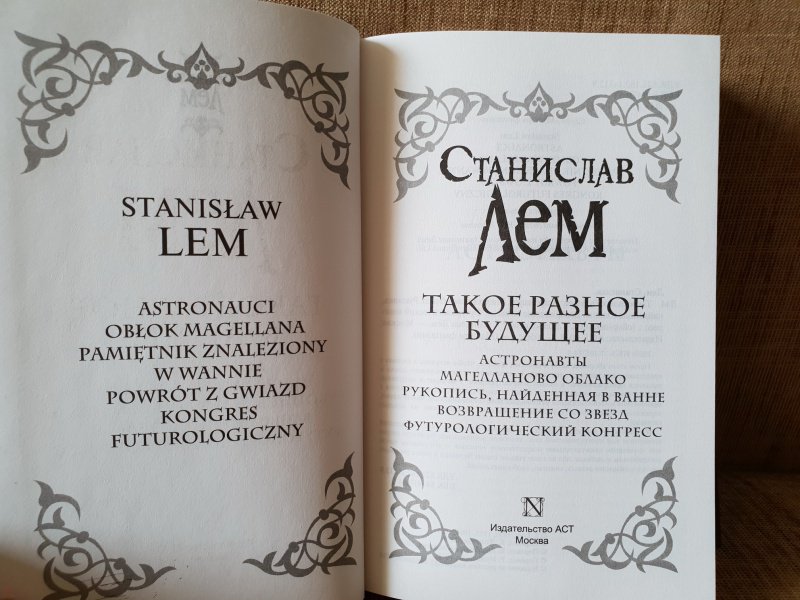 STANISŁAW
LEM
ASTRONAUCI
OBŁOK MAGELLANA
PAMIĘTNIK ZNALEZIONY
W WANNIE
POWRÓT Z GWIAZD
KONGRES
FUTUROLOGICZNY
СТАНИСЛАВ
ЛЕМ
ТАКОЕ РАЗНОЕ
БУДУЩЕЕ
АСТРОНАВТЫ
МАГЕЛЛАНОВО ОБЛАКО
РУКОПИСЬ, НАЙДЕННАЯ В ВАННЕ
ВОЗВРАЩЕНИЕ СО ЗВЕЗД
ФУТУРОЛОГИЧЕСКИЙ КОНГРЕСС
N
Издательство АСТ
Москва